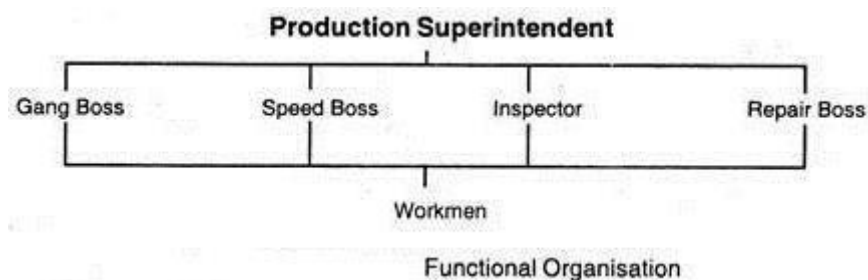 Production Superintendent
Gang Boss Speed Boss Inspector Repair Boss
Workmen
Functional Organisation